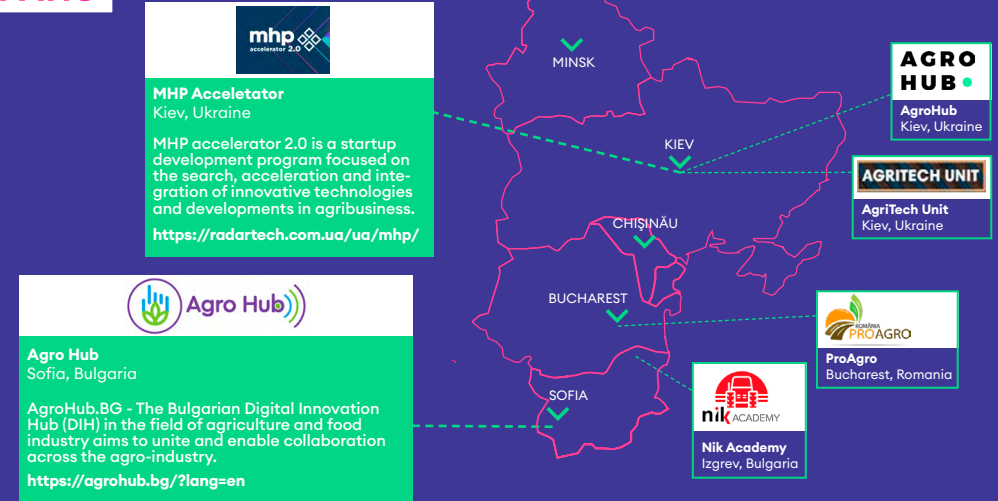 mhp
accelerator 2.0
MHP Acceletator
Kiev, Ukraine
MHP accelerator 2.0 is a startup
development program focused on
the search, acceleration and inte-
gration of innovative technologies
and developments in agribusiness.
https://radartech.com.ua/ua/mhp/
Agro Hub
Agro Hub
Sofia, Bulgaria
AgroHub.BG - The Bulgarian Digital Innovation
Hub (DIH) in the field of agriculture and food
industry aims to unite and enable collaboration
across the agro-industry.
https://agrohub.bg/?lang=en
MINSK
KIEV
CHIŞINĂU
BUCHAREST
SOFIA
AGRO
HUB
AgroHub
Kiev, Ukraine
AGRITECH UNIT
AgriTech Unit
Kiev, Ukraine
ROMÂNIA
PROAGRO
ProAgro
Bucharest, Romania
nik ACADEMY
Nik Academy
Izgrev, Bulgaria